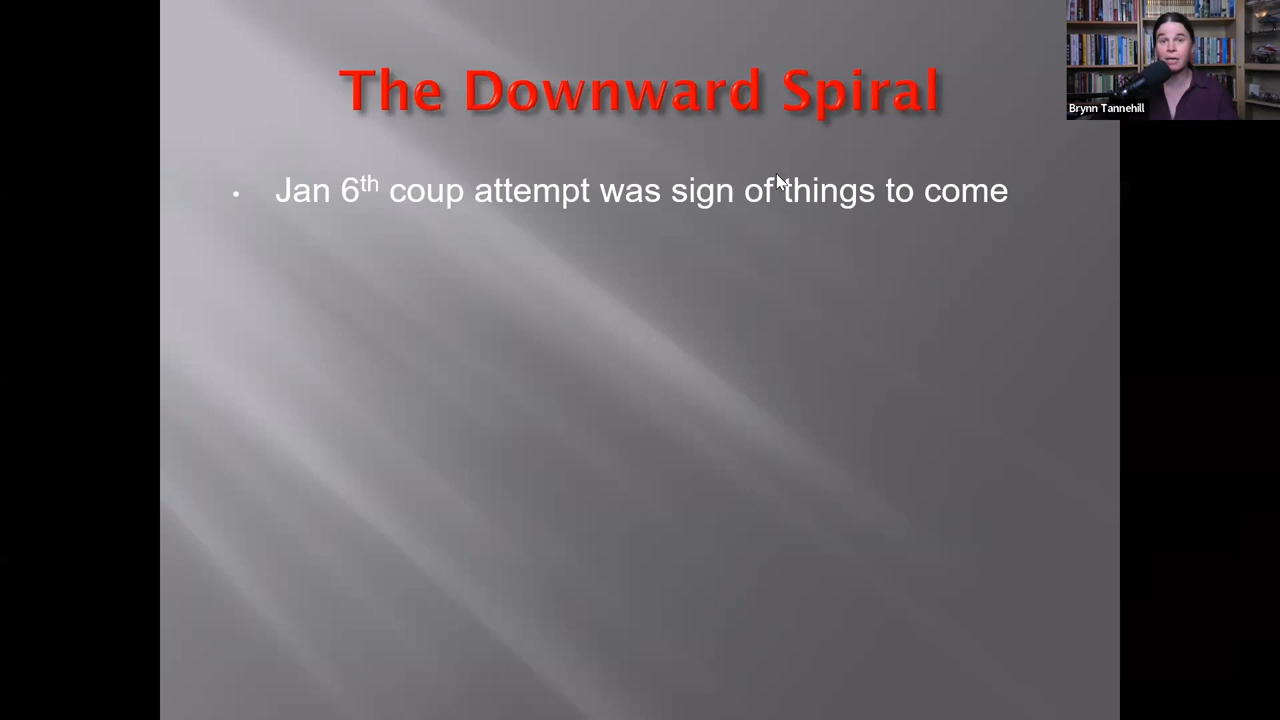 The Downward Spiral
Brynn Tannehill
• Jan 6th coup attempt was sign of things to come